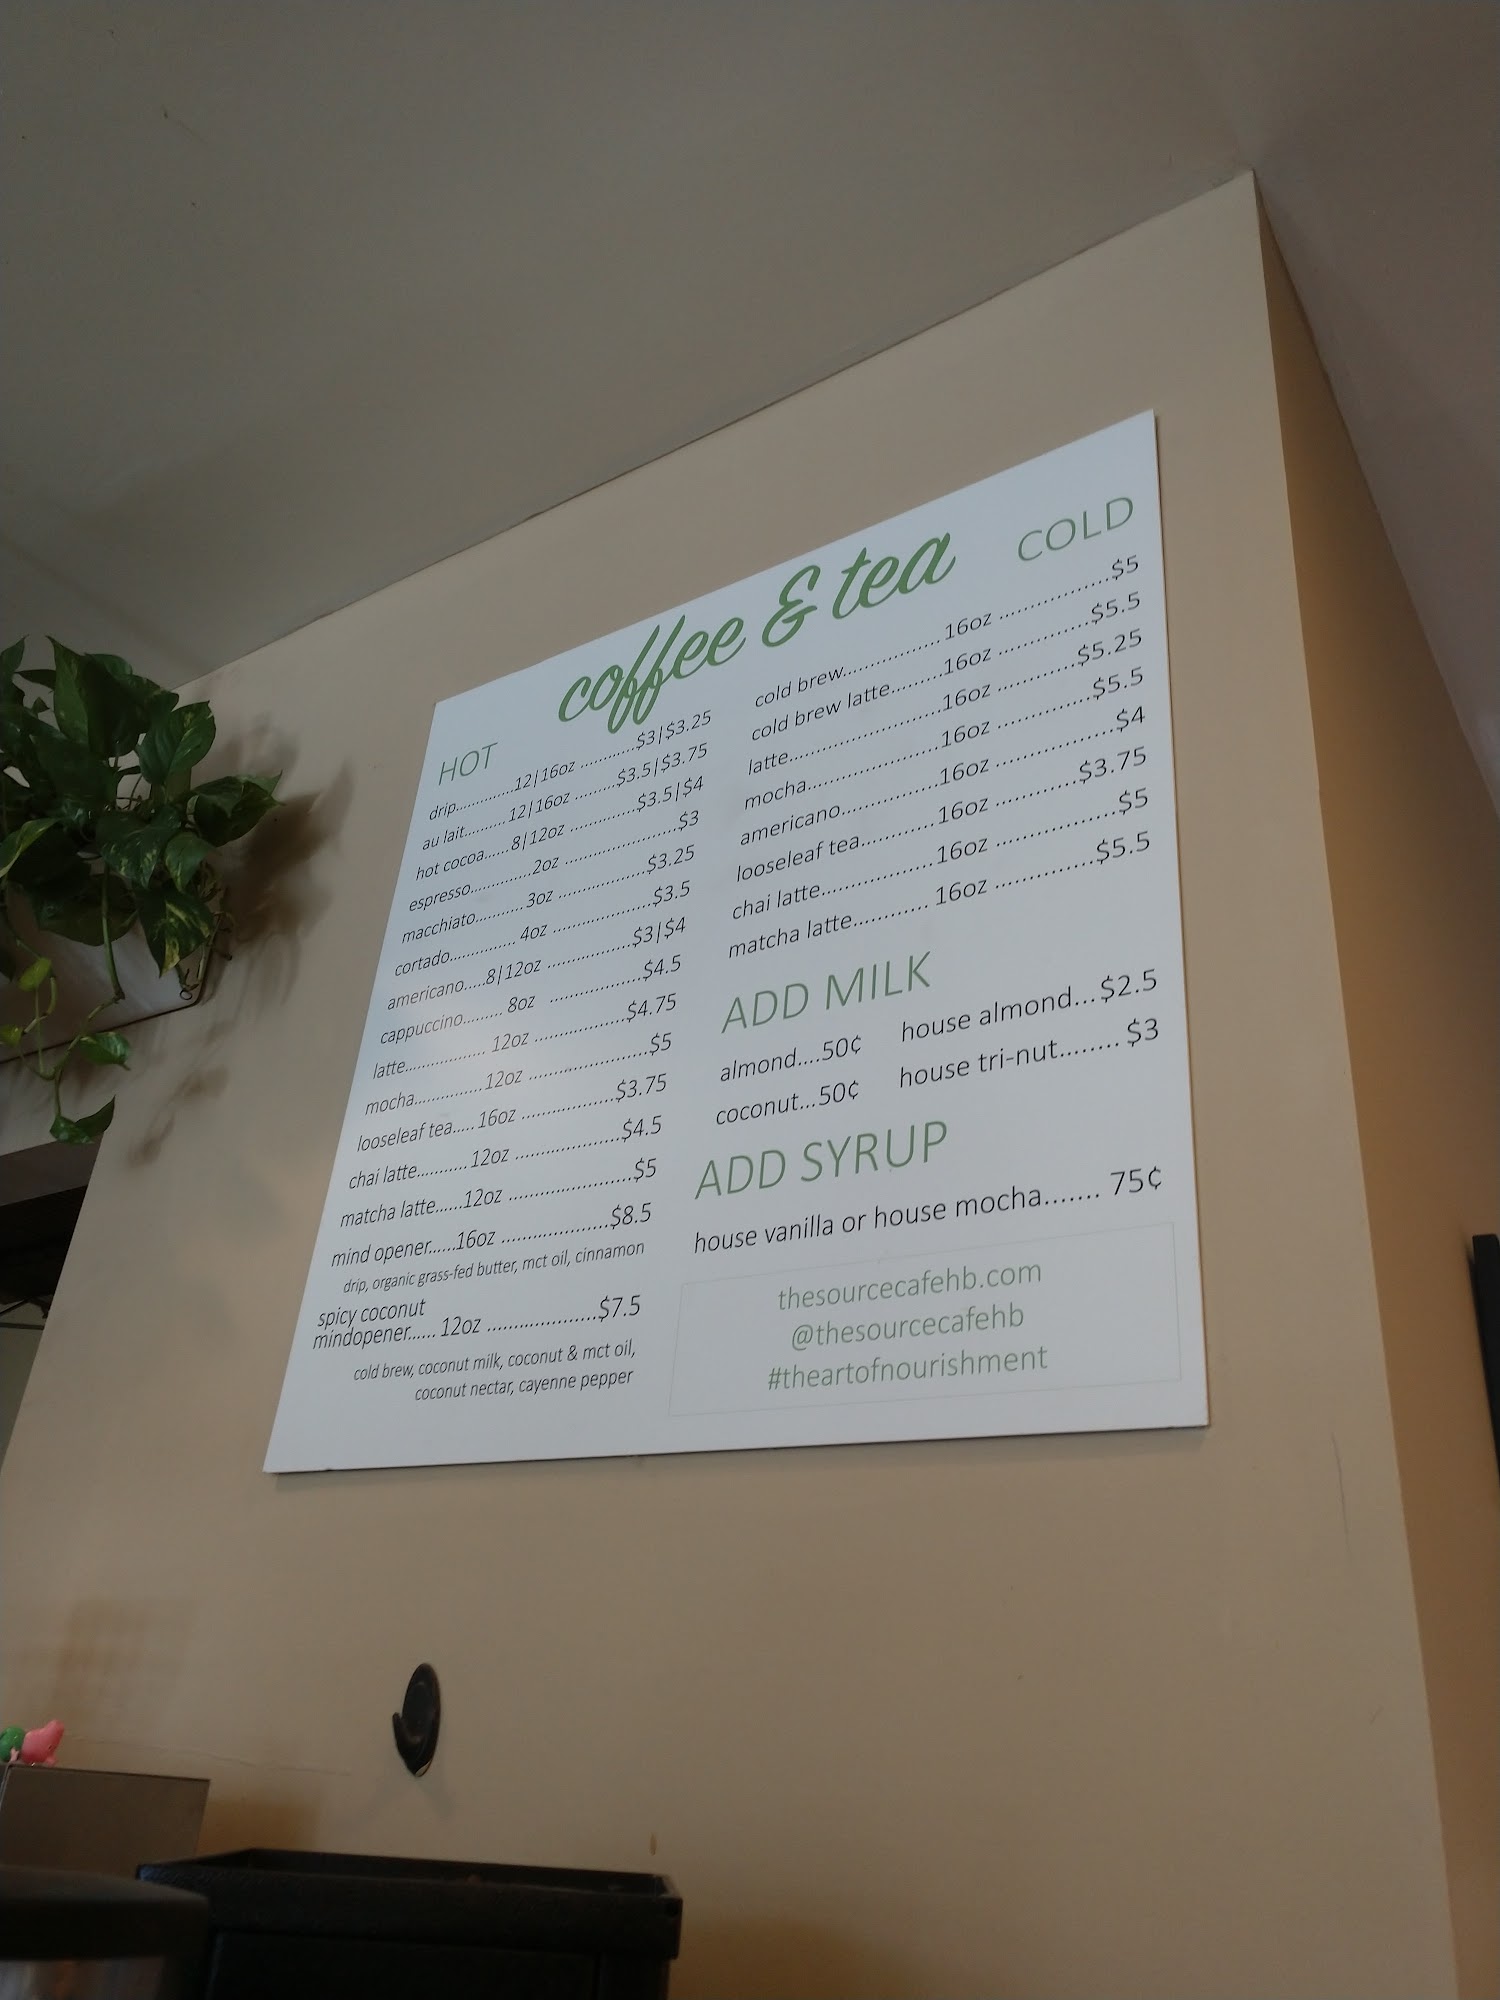 coffee & tea
HOT
drip..............12|16oz .............$3|$3.25
au lait..........12|16oz .........$3.5|$3.75
hot cocoa......8|12oz ...............$3.5|$4
espresso..............2oz .........................$3
macchiato...........3oz ....................$3.25
cortado............... 4oz ......................$3.5
americano.....8|12oz ...................$3|$4
cappuccino......... 8oz ....................$4.5
latte.................. 12oz .....................$4.75
mocha...............12oz ...........................$5
looseleaf tea..... 16oz .....................$3.75
chai latte............12oz ........................$4.5
matcha latte......12oz ...........................$5
mind opener......16oz ......................$8.5
drip, organic grass-fed butter, mct oil, cinnamon
spicy coconut
mindopener...... 12oz ......................$7.5
cold brew, coconut milk, coconut & mct oil,
coconut nectar, cayenne pepper
COLD
cold brew................16oz ..................$5
cold brew latte.........16oz ...............$5.5
latte.........................16oz .............$5.25
mocha......................16oz ...............$5.5
americano.................16oz ..................$4
looseleaf tea............16oz .............$3.75
chai latte..................16oz ..................$5
matcha latte............ 16oz ...............$5.5
ADD MILK
almond....50¢
coconut...50¢
house almond...$2.5
house tri-nut........ $3
ADD SYRUP
house vanilla or house mocha....... 75¢
thesourcecafehb.com
@thesourcecafehb
#theartofnourishment